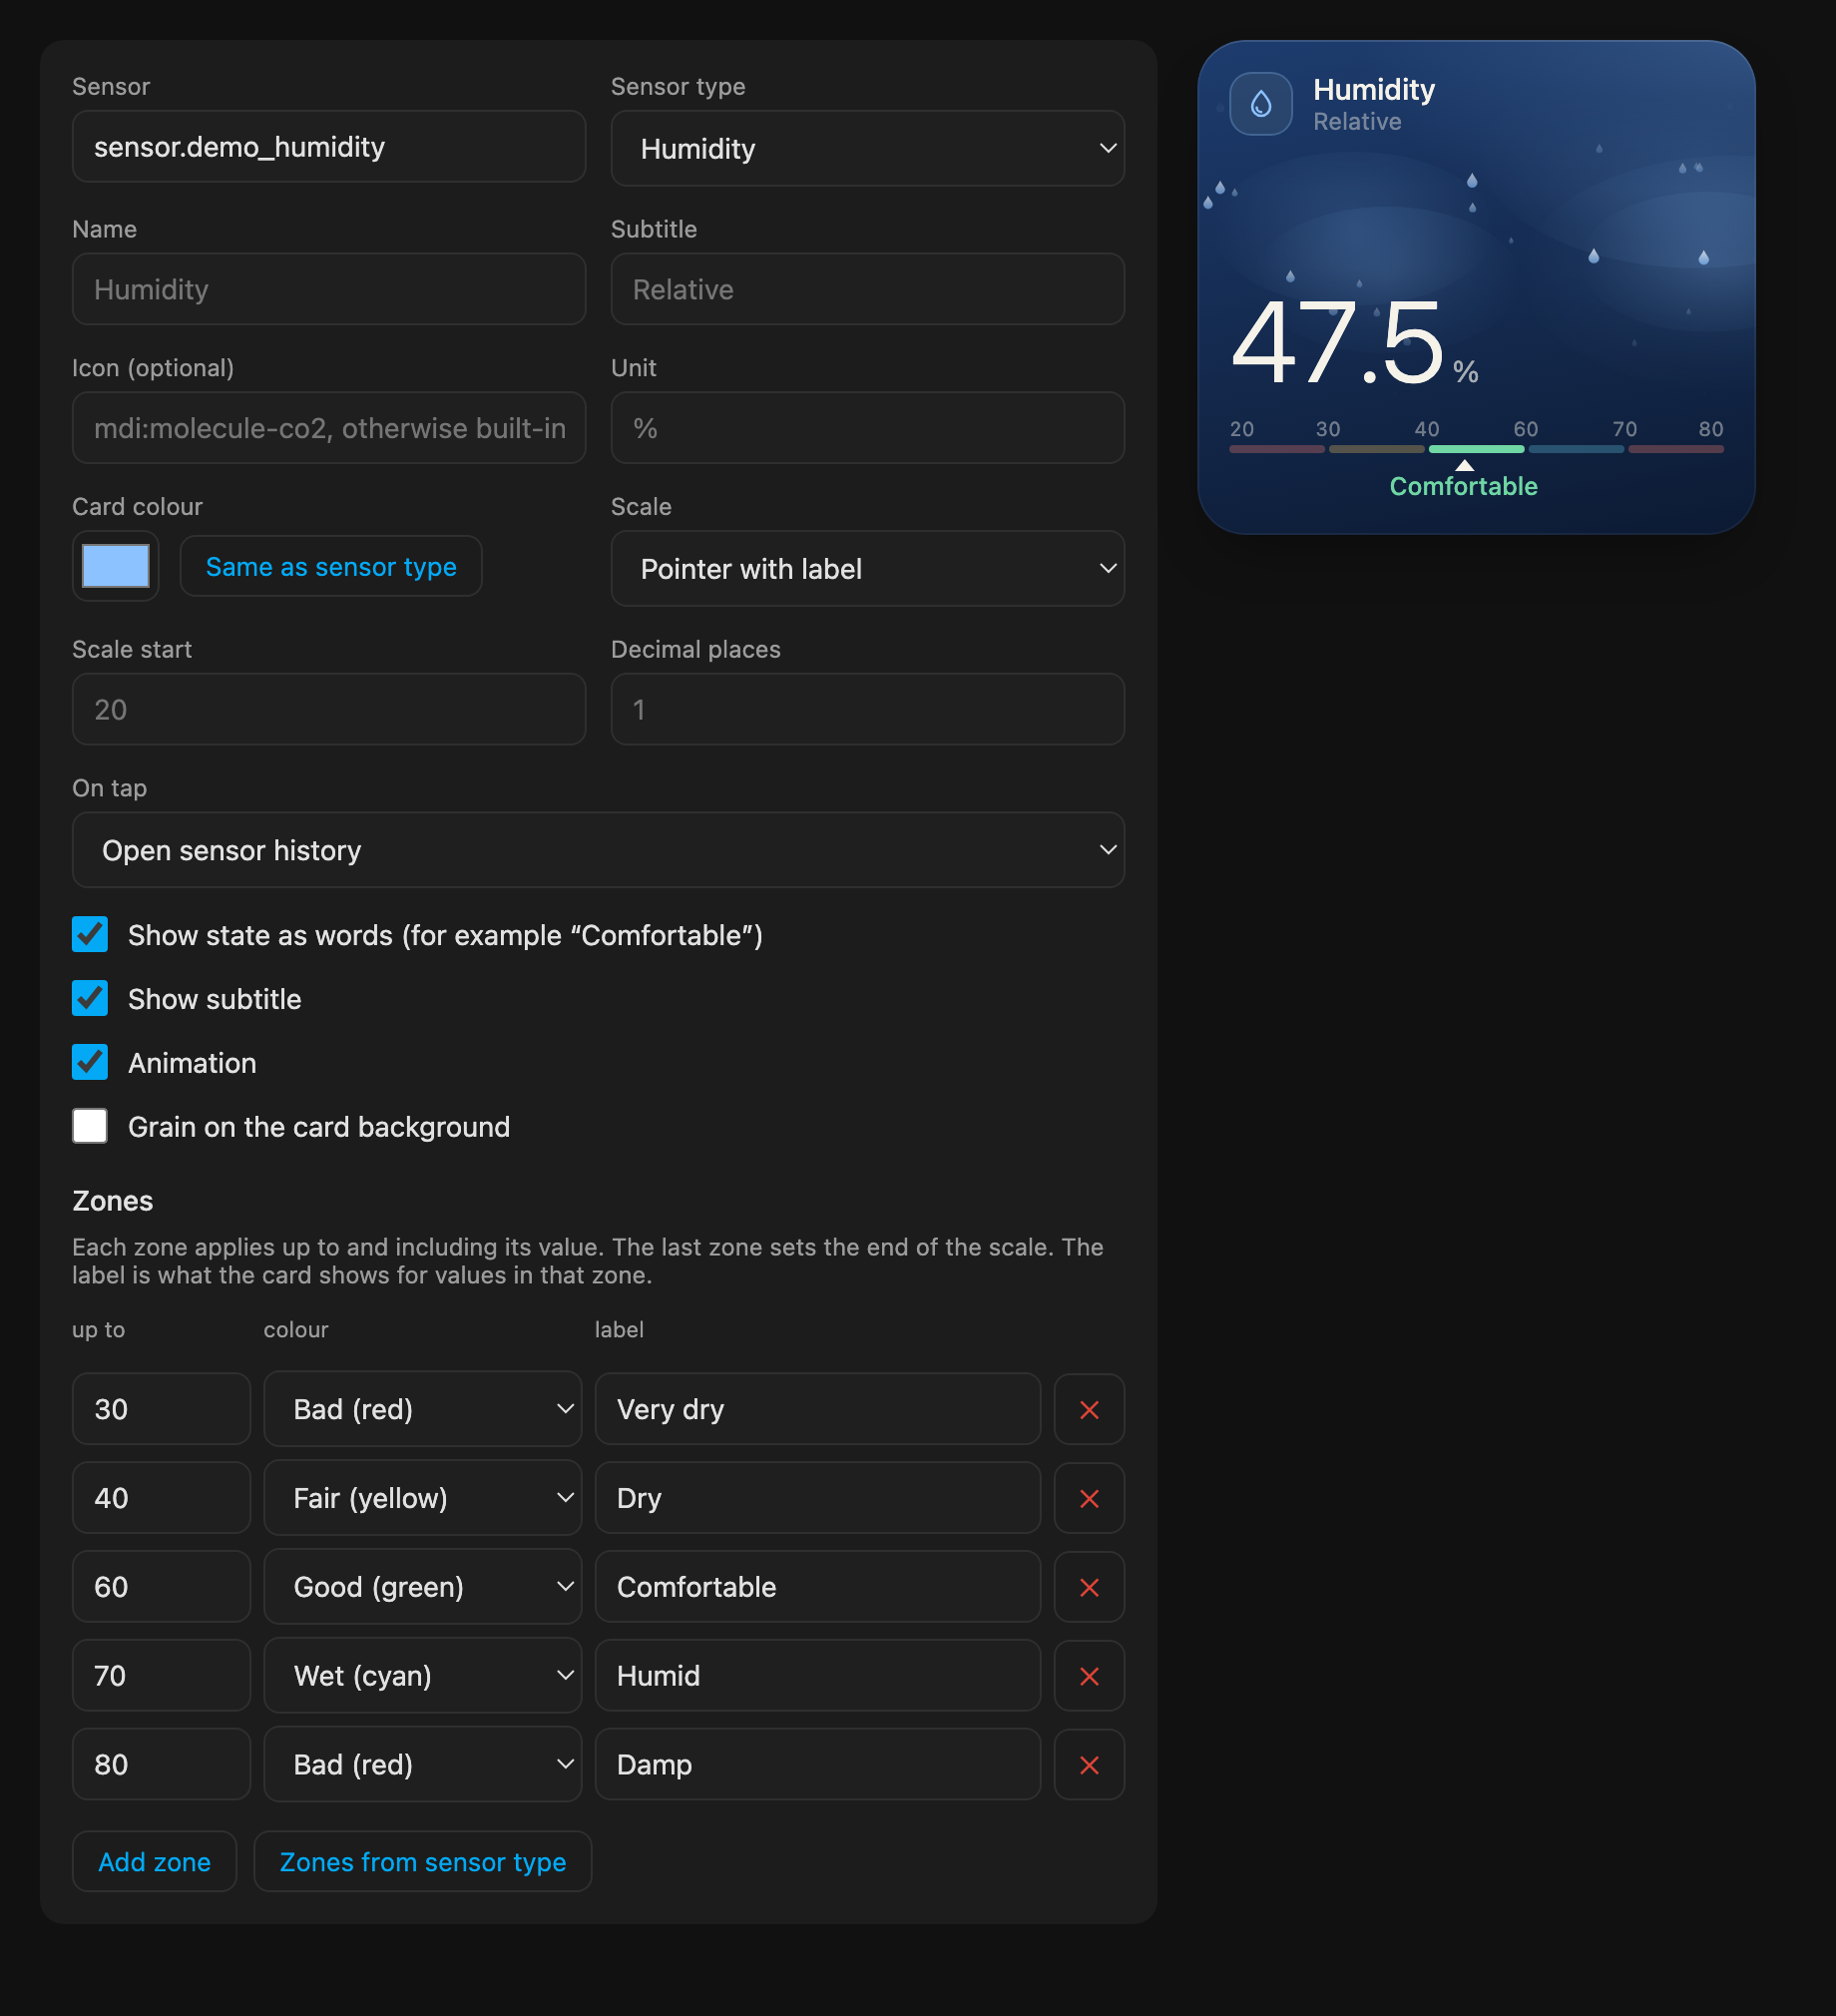 Sensor
sensor.demo_humidity
Sensor type
Humidity
Name
Humidity
Subtitle
Relative
Icon (optional)
mdi:molecule-co2, otherwise built-in
Unit
%
Card colour
Same as sensor type
Scale
Pointer with label
Scale start
20
Decimal places
1
On tap
Open sensor history
Show state as words (for example “Comfortable”)
Show subtitle
Animation
Grain on the card background
Zones
Each zone applies up to and including its value. The last zone sets the end of the scale. The
label is what the card shows for values in that zone.
up to colour label
30 Bad (red) Very dry
40 Fair (yellow) Dry
60 Good (green) Comfortable
70 Wet (cyan) Humid
80 Bad (red) Damp
Add zone Zones from sensor type
Humidity
Relative
47.5 %
20 30 40 60 70 80
Comfortable